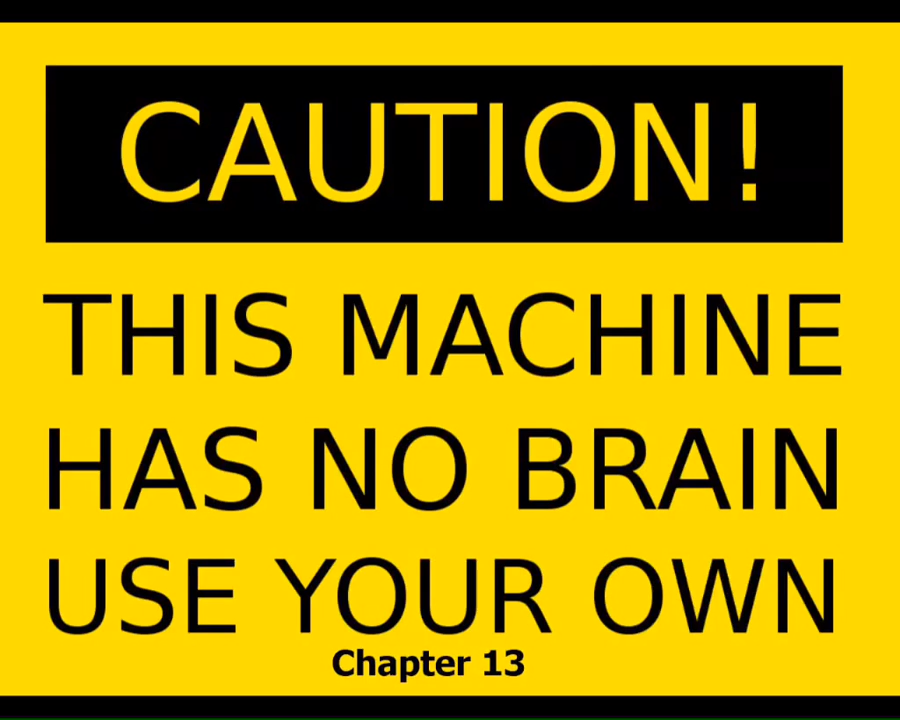 CAUTION!
THIS MACHINE
HAS NO BRAIN
USE YOUR OWN
Chapter 13